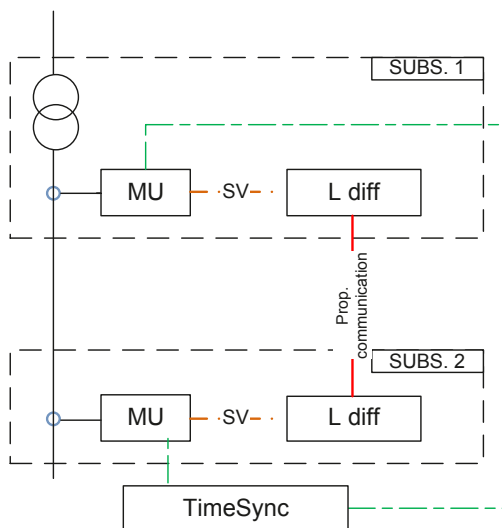 SUBS. 1
MU
SV
L diff
Prop.
communication
SUBS. 2
MU
SV
L diff
TimeSync